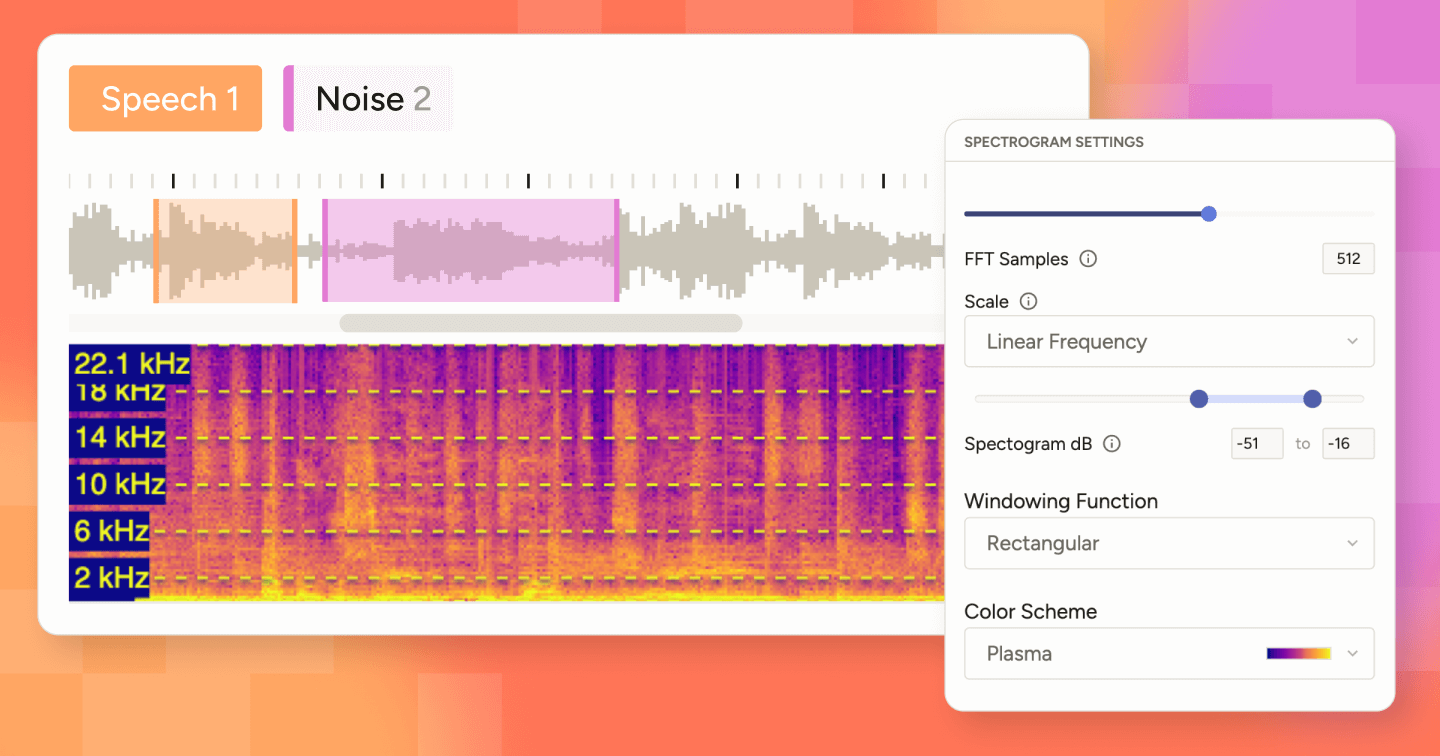 Speech 1
Noise 2
22.1 kHz
18 kHz
14 kHz
10 kHz
6 kHz
2 kHz
SPECTROGRAM SETTINGS
FFT Samples
512
Scale
Linear Frequency
Spectogram dB
-51 to -16
Windowing Function
Rectangular
Color Scheme
Plasma